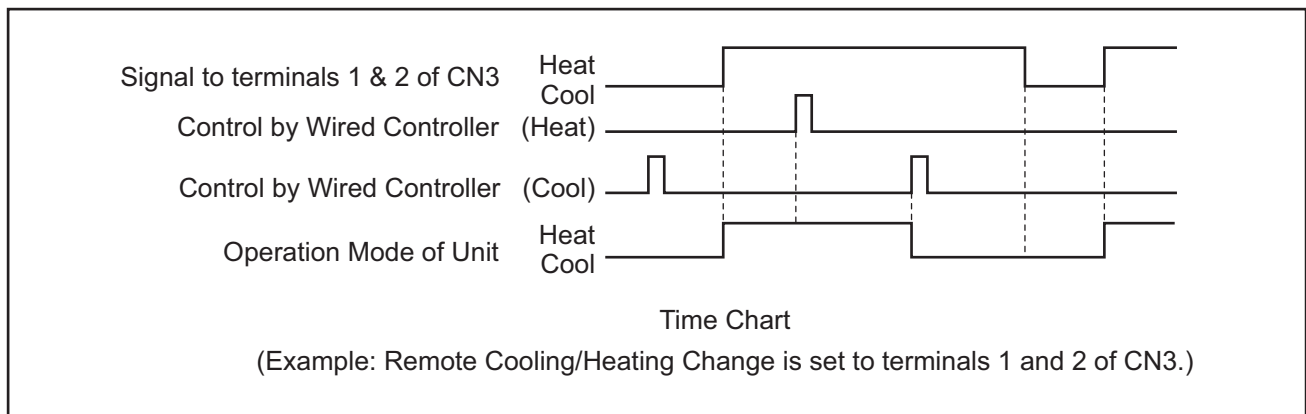 Signal to terminals 1 & 2 of CN3 Heat
Cool
Control by Wired Controller (Heat)
Control by Wired Controller (Cool)
Operation Mode of Unit Heat
Cool
Time Chart
(Example: Remote Cooling/Heating Change is set to terminals 1 and 2 of CN3.)